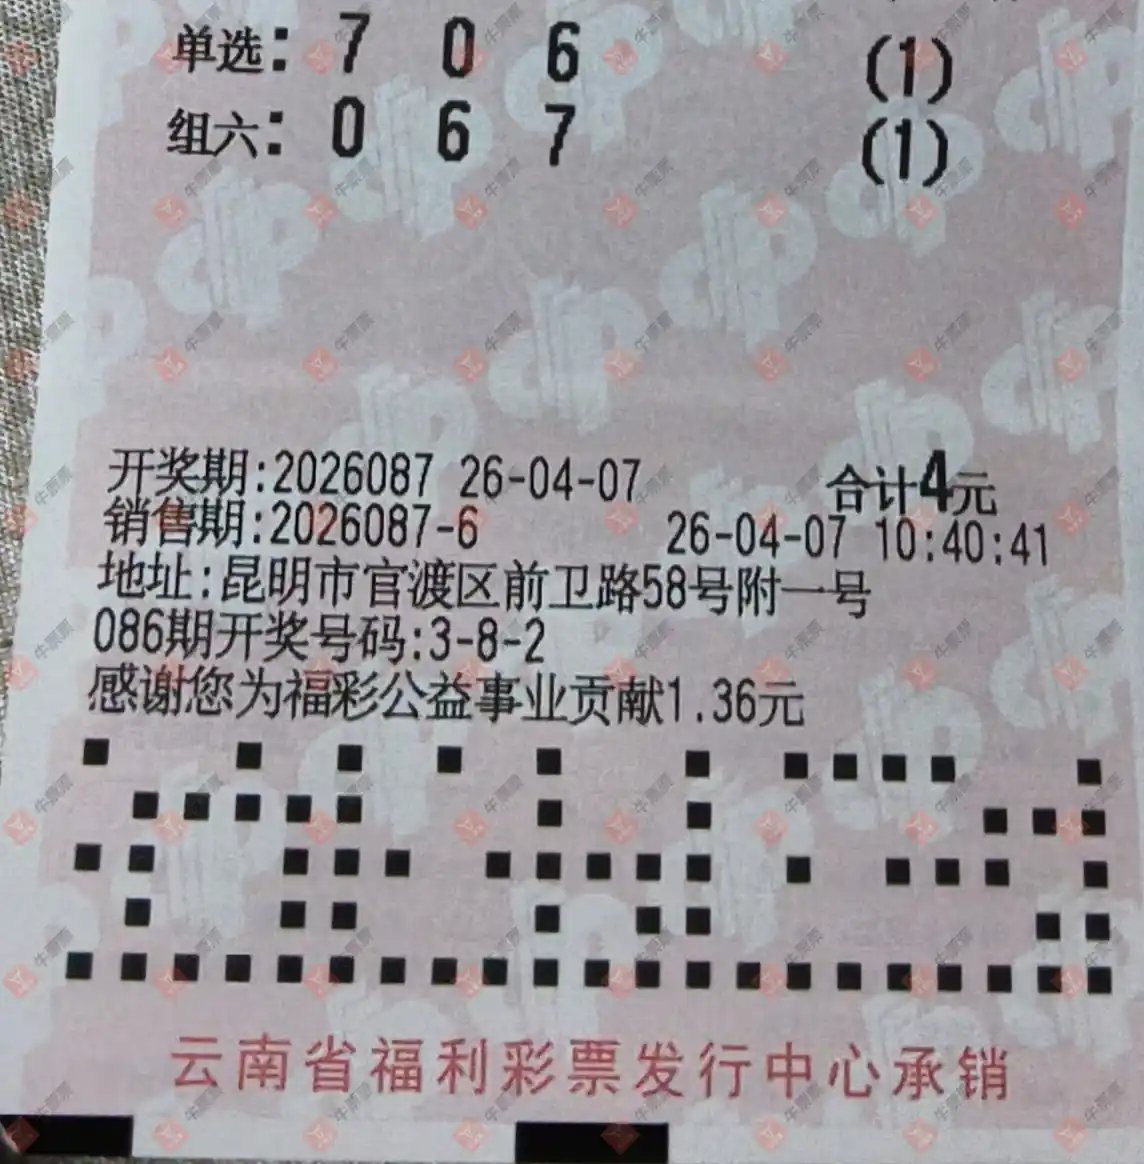 单选: 7 0 6 (1)
组六: 0 6 7 (1)
开奖期:2026087 26-04-07 合计4元
销售期:2026087-6 26-04-07 10:40:41
地址:昆明市官渡区前卫路58号附一号
086期开奖号码:3-8-2
感谢您为福彩公益事业贡献1.36元
云南省福利彩票发行中心承销